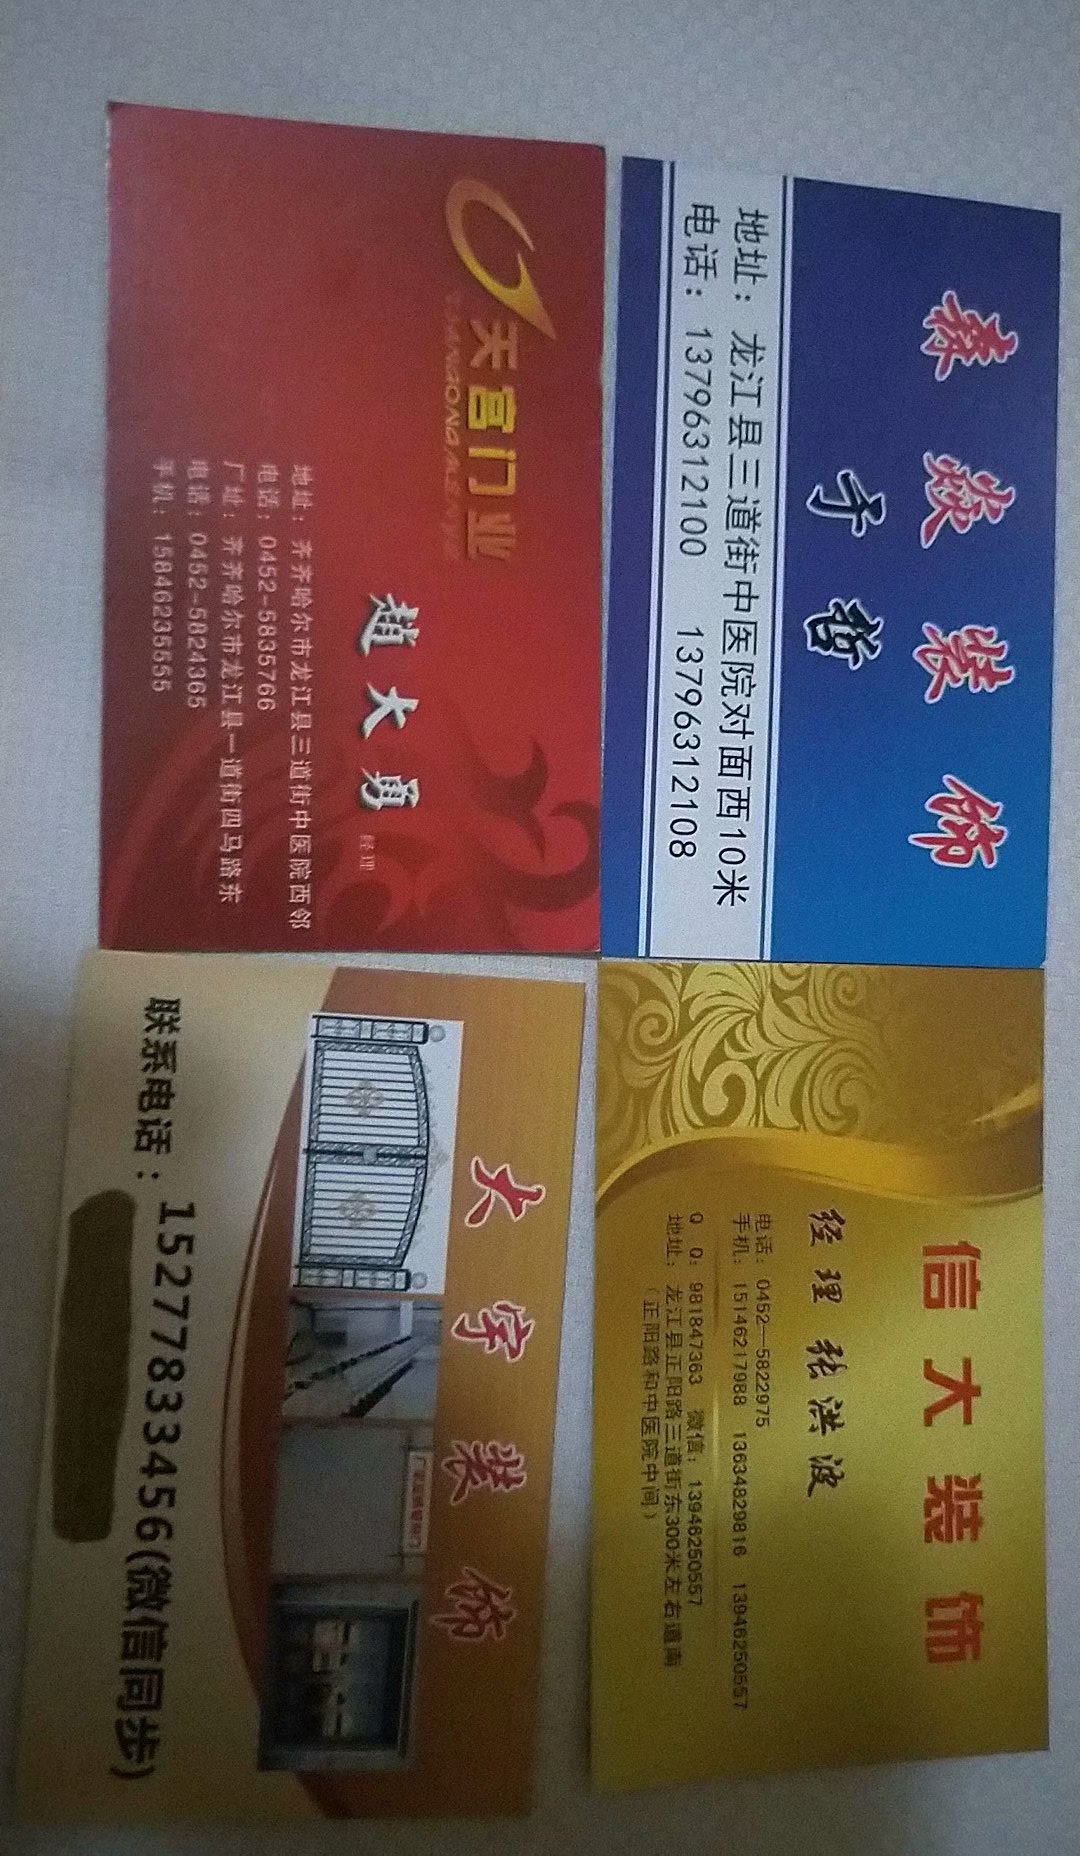 鑫焱装饰
于哲
地址：龙江县三道街中医院对面西10米
电话：13796312100 13796312108
天宫门业
赵大勇 经理
地址：齐齐哈尔市龙江县三道街中医院西邻
电话：0452-5835766
厂址：齐齐哈尔市龙江县一道街四马路东
电话：0452-5824365
手机：15846235555
信大装饰
经理 张洪波
电话：0452—5822975
手机：15146217988 13634829816 13946250557
Q Q：981847363 微信：13946250557
地址：龙江县正阳路三道街东300米左右道南
（正阳路和中医院中间）
大宇装饰
联系电话：15277833456(微信同步)